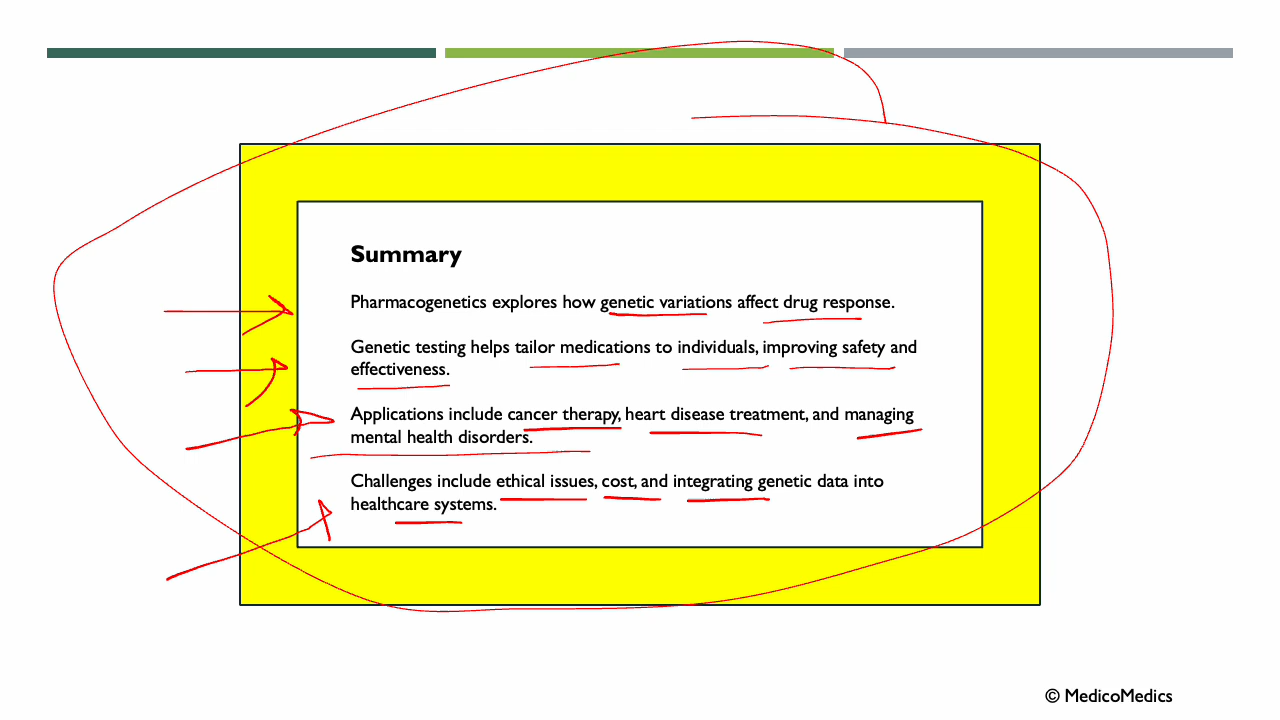 Summary
Pharmacogenetics explores how genetic variations affect drug response.
Genetic testing helps tailor medications to individuals, improving safety and
effectiveness.
Applications include cancer therapy, heart disease treatment, and managing
mental health disorders.
Challenges include ethical issues, cost, and integrating genetic data into
healthcare systems.
© MedicoMedics